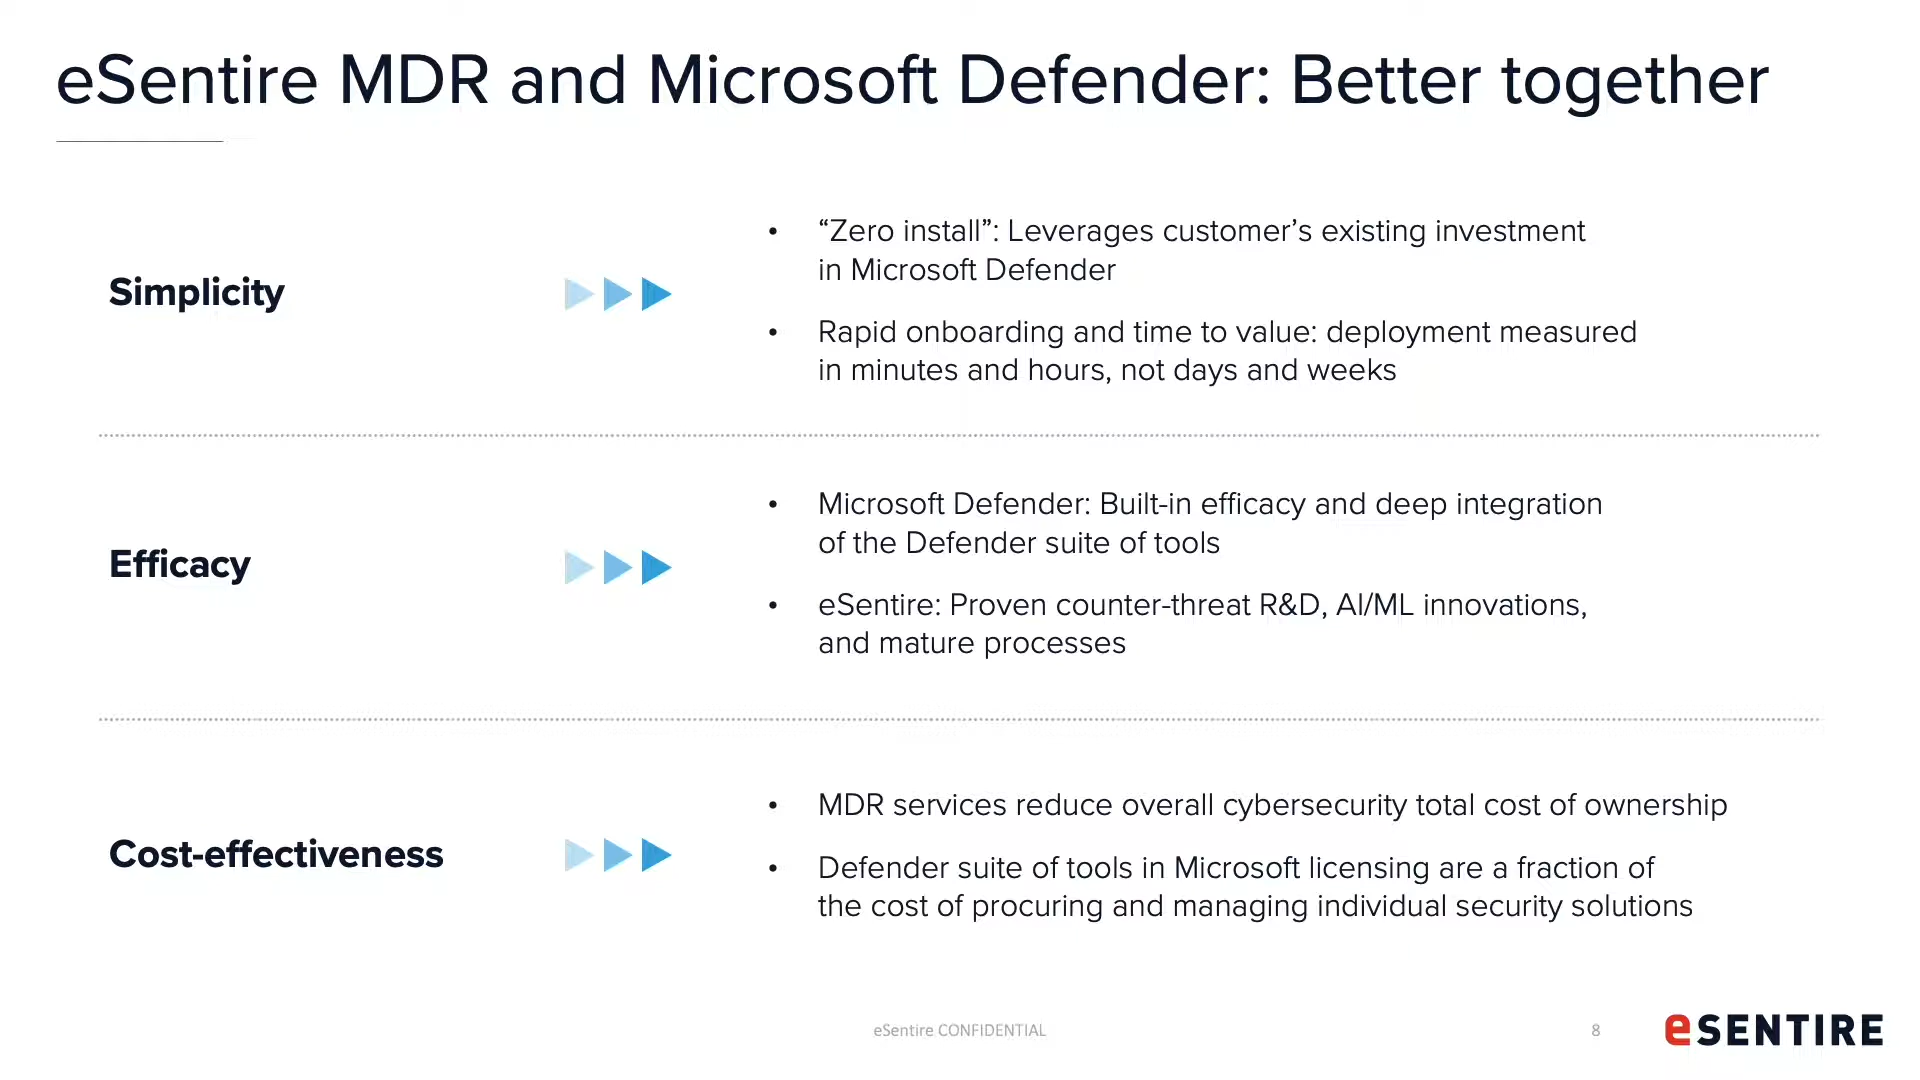 eSentire MDR and Microsoft Defender: Better together
Simplicity
• “Zero install”: Leverages customer’s existing investment
in Microsoft Defender
• Rapid onboarding and time to value: deployment measured
in minutes and hours, not days and weeks
Efficacy
• Microsoft Defender: Built-in efficacy and deep integration
of the Defender suite of tools
• eSentire: Proven counter-threat R&D, AI/ML innovations,
and mature processes
Cost-effectiveness
• MDR services reduce overall cybersecurity total cost of ownership
• Defender suite of tools in Microsoft licensing are a fraction of
the cost of procuring and managing individual security solutions
eSentire CONFIDENTIAL
8
eSENTIRE